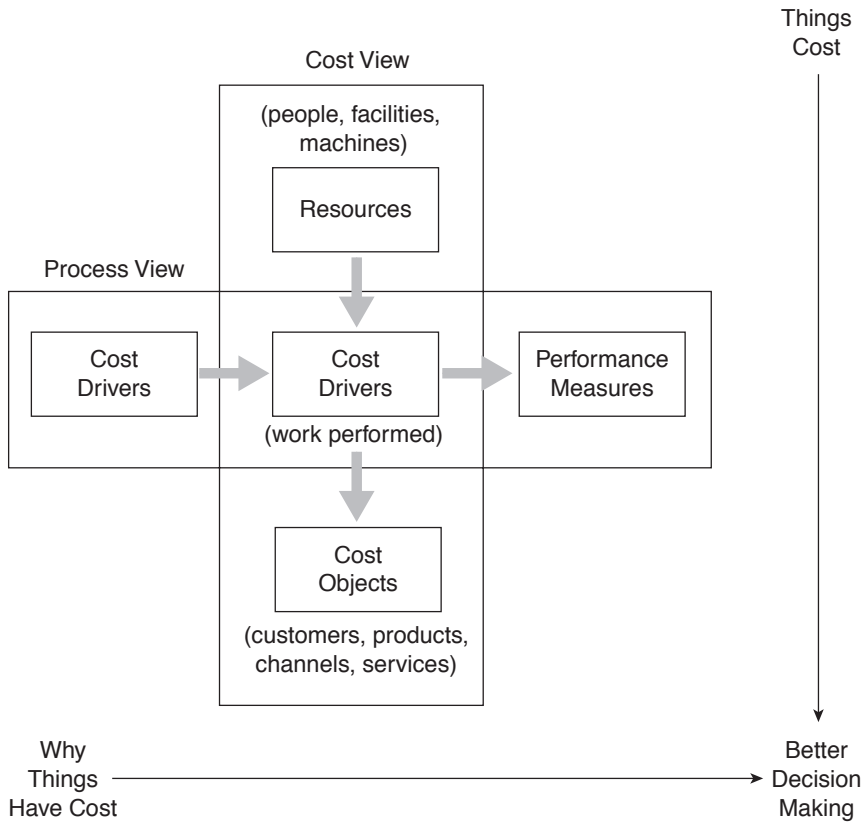 Things
Cost
Cost View
(people, facilities,
machines)
Resources
Process View
Cost
Drivers
Cost
Drivers
Performance
Measures
(work performed)
Cost
Objects
(customers, products,
channels, services)
Why
Things
Have Cost
Better
Decision
Making